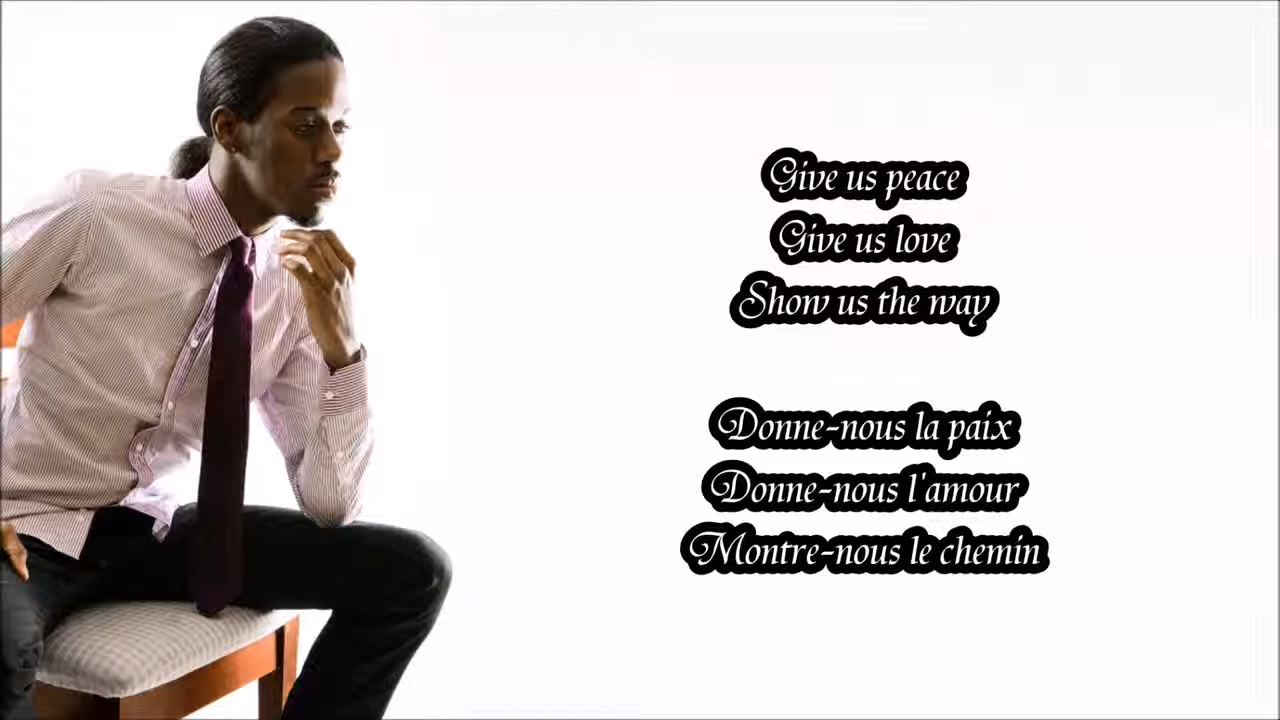 Give us peace
Give us love
Show us the way
Donne-nous la paix
Donne-nous l'amour
Montre-nous le chemin